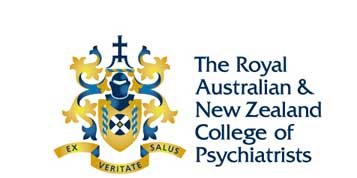 The Royal
Australian &
New Zealand
College of
Psychiatrists
EX
VERITATE
SALUS